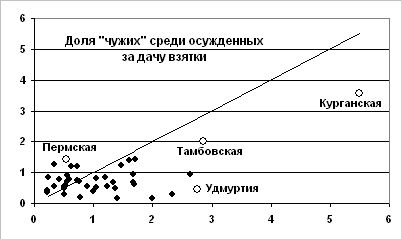 6
5
4
3
2
1
0
Доля "чужих" среди осужденных
за дачу взятки
Курганская
Пермская
Тамбовская
Удмуртия
0 1 2 3 4 5 6